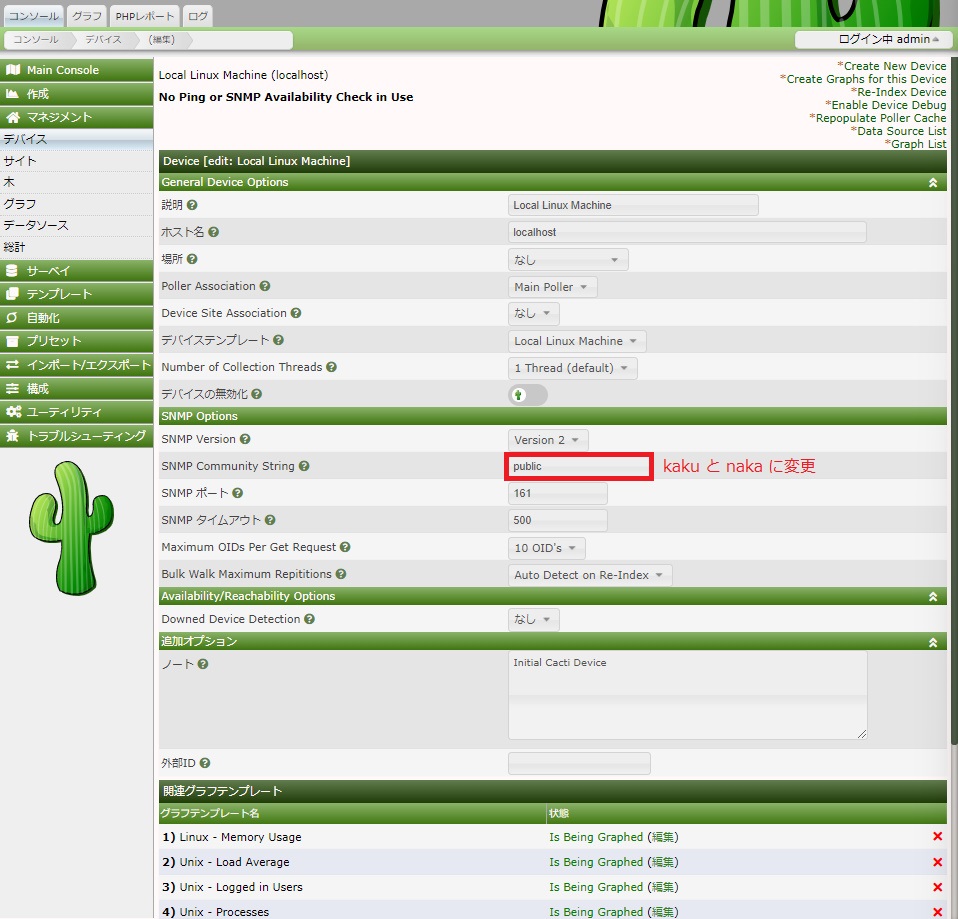 コンソール グラフ PHPレポート ログ
コンソール デバイス (編集) ログイン中 admin
Main Console
作成
マネジメント
デバイス
サイト
木
グラフ
データソース
総計
サーベイ
テンプレート
自動化
プリセット
インポート/エクスポート
構成
ユーティリティ
トラブルシューティング
Local Linux Machine (localhost)
No Ping or SNMP Availability Check in Use
*Create New Device
*Create Graphs for this Device
*Re-Index Device
*Enable Device Debug
*Repopulate Poller Cache
*Data Source List
*Graph List
Device [edit: Local Linux Machine]
General Device Options
説明 Local Linux Machine
ホスト名 localhost
場所 なし
Poller Association Main Poller
Device Site Association なし
デバイステンプレート Local Linux Machine
Number of Collection Threads 1 Thread (default)
デバイスの無効化
SNMP Options
SNMP Version Version 2
SNMP Community String public kaku と naka に変更
SNMP ポート 161
SNMP タイムアウト 500
Maximum OIDs Per Get Request 10 OID's
Bulk Walk Maximum Repititions Auto Detect on Re-Index
Availability/Reachability Options
Downed Device Detection なし
追加オプション
ノート Initial Cacti Device
外部ID
関連グラフテンプレート
グラフテンプレート名 状態
1) Linux - Memory Usage Is Being Graphed (編集)
2) Unix - Load Average Is Being Graphed (編集)
3) Unix - Logged in Users Is Being Graphed (編集)
4) Unix - Processes Is Being Graphed (編集)